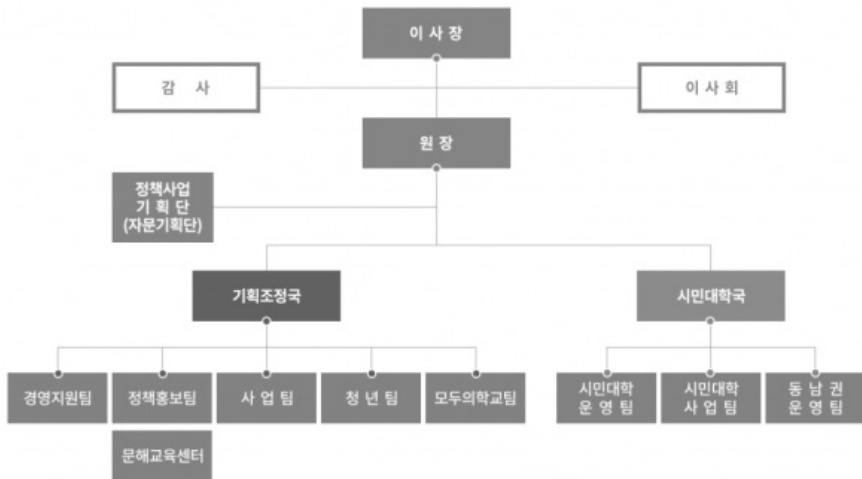 이 사 장
감 사
이 사 회
원 장
정책사업
기 획 단
(자문기획단)
기획조정국
시민대학국
경영지원팀
정책홍보팀
사 업 팀
청 년 팀
모두의학교팀
시민대학
운 영 팀
시민대학
사 업 팀
동 남 권
운 영 팀
문해교육센터